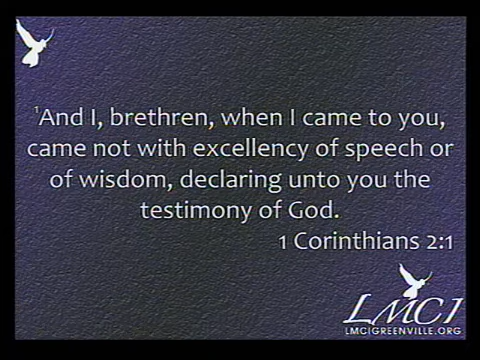 ¹And I, brethren, when I came to you,
came not with excellency of speech or
of wisdom, declaring unto you the
testimony of God.
1 Corinthians 2:1
LMCI
LMCIGREENVILLE.ORG